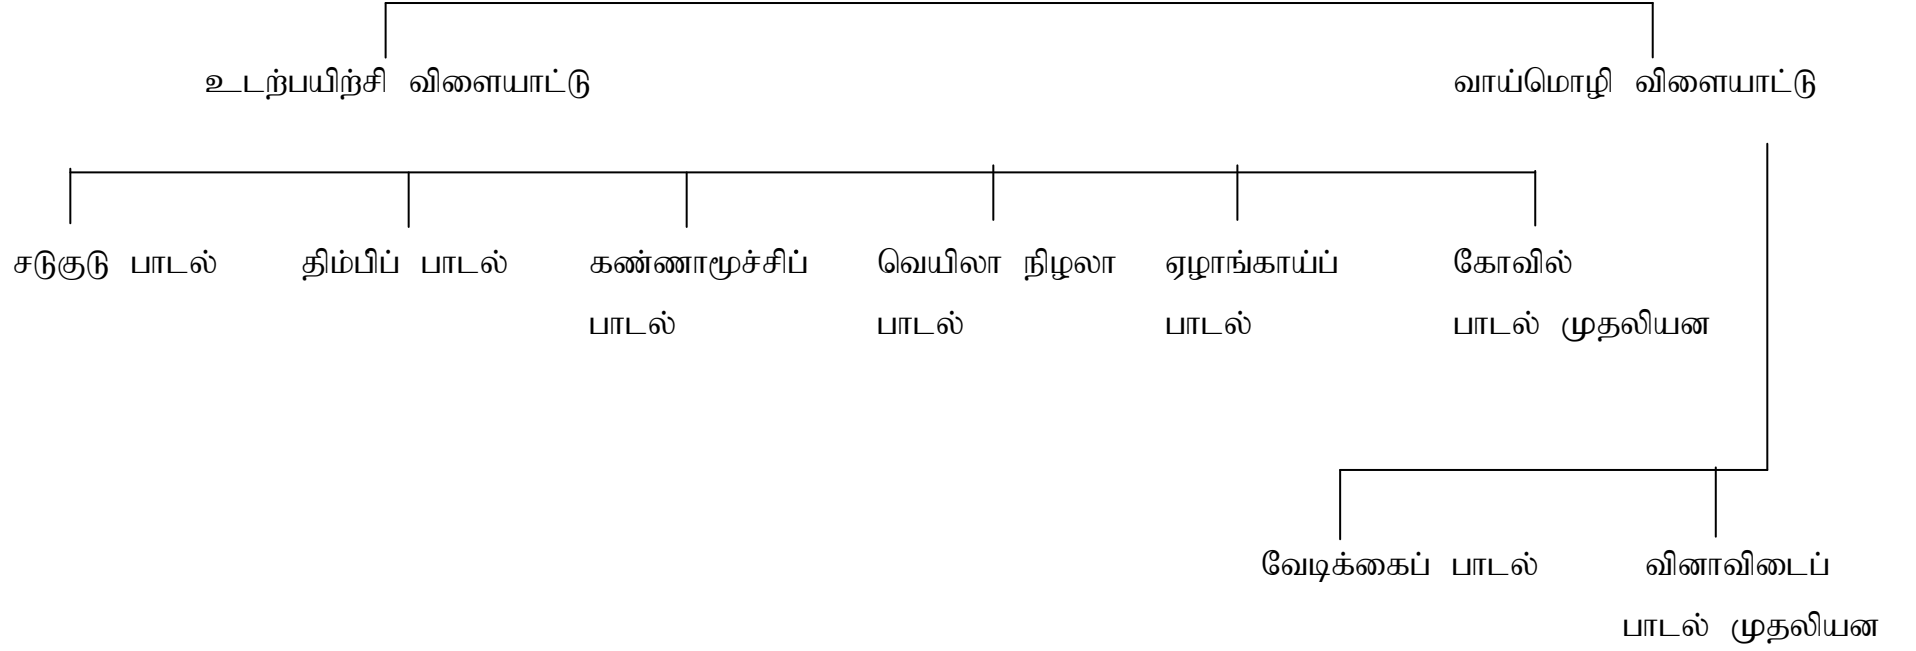 உடற்பயிற்சி விளையாட்டு வாய்மொழி விளையாட்டு
சடுகுடு பாடல் திம்பிப் பாடல் கண்ணாமூச்சிப் வெயிலா நிழலா ஏழாங்காய்ப் கோவில்
பாடல் பாடல் பாடல் பாடல் முதலியன
வேடிக்கைப் பாடல் வினாவிடைப்
பாடல் முதலியன